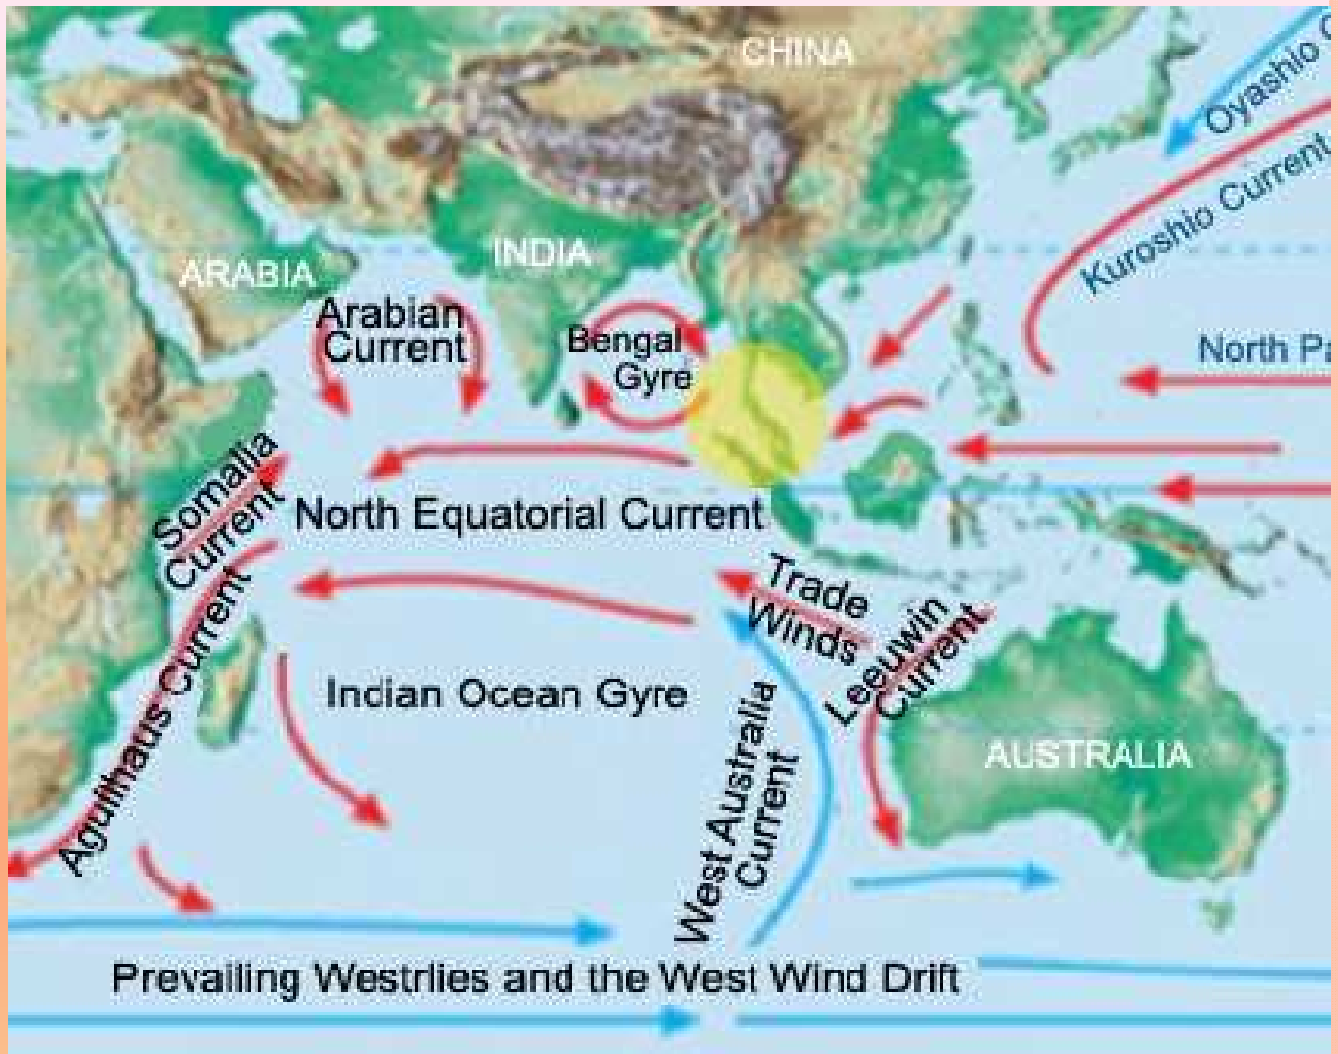 CHINA
Oyashio C
Kuroshio Current
INDIA
ARABIA
Arabian
Current
Bengal
Gyre
North Pa
Somalia
Current
North Equatorial Current
Trade
Winds
Leeuwin
Current
Agullhaus Current
Indian Ocean Gyre
West Australia
Current
AUSTRALIA
Prevailing Westrlies and the West Wind Drift